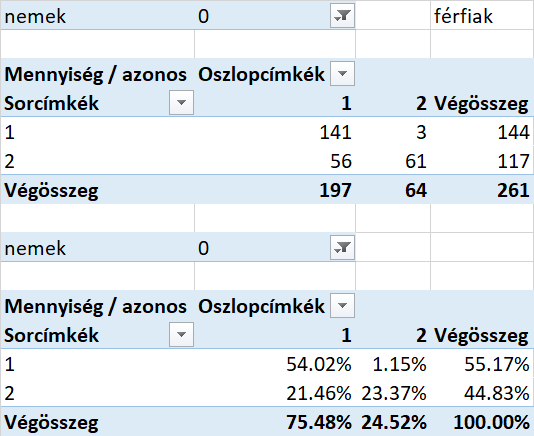 nemek 0 férfiak
Mennyiség / azonos Oszlopcímkék
Sorcímkék 1 2 Végösszeg
1 141 3 144
2 56 61 117
Végösszeg 197 64 261
nemek 0
Mennyiség / azonos Oszlopcímkék
Sorcímkék 1 2 Végösszeg
1 54.02% 1.15% 55.17%
2 21.46% 23.37% 44.83%
Végösszeg 75.48% 24.52% 100.00%